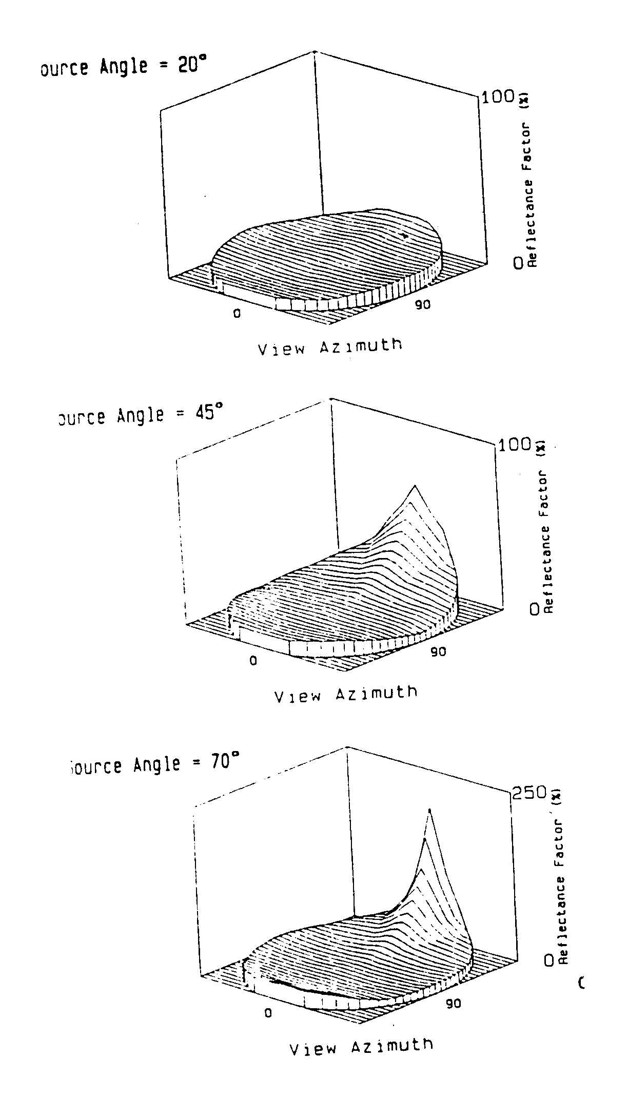 ource Angle = 20°
100
Reflectance Factor (%)
0
0
90
View Azimuth
ource Angle = 45°
100
Reflectance Factor (%)
0
0
90
View Azimuth
ource Angle = 70°
250
Reflectance Factor (%)
0
0
90
View Azimuth